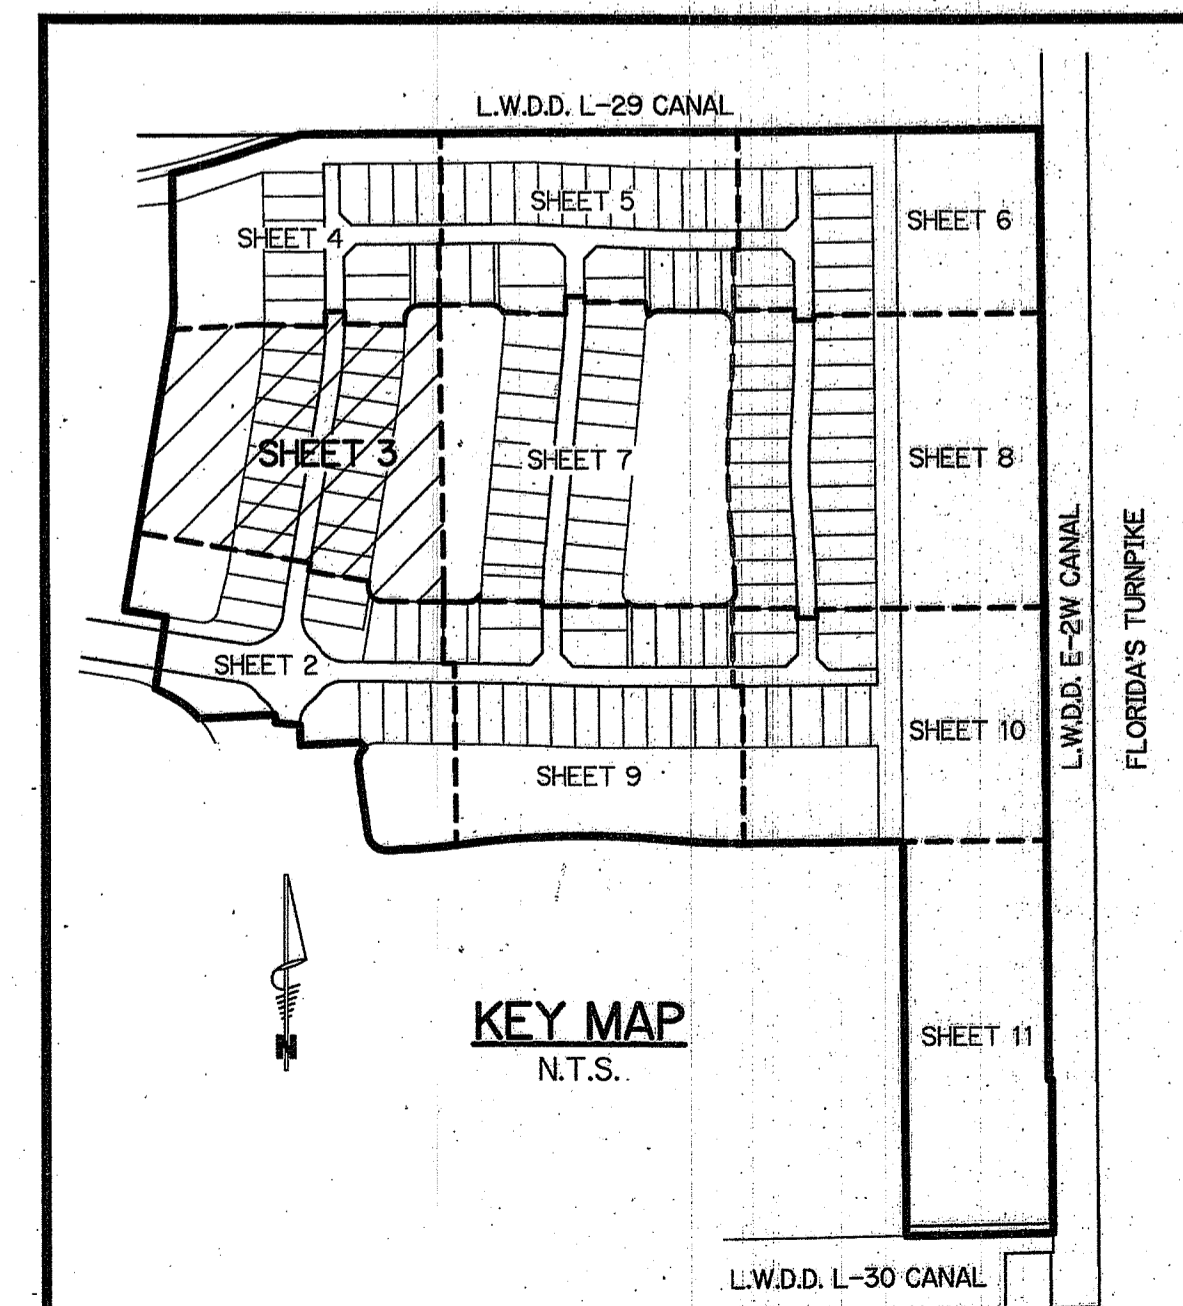 L.W.D.D. L-29 CANAL
SHEET 5
SHEET 6
SHEET 4
SHEET 3
SHEET 7
SHEET 8
L.W.D.D. E-2W CANAL
FLORIDA'S TURNPIKE
SHEET 2
SHEET 10
SHEET 9
N
KEY MAP
N.T.S.
SHEET 11
L.W.D.D. L-30 CANAL